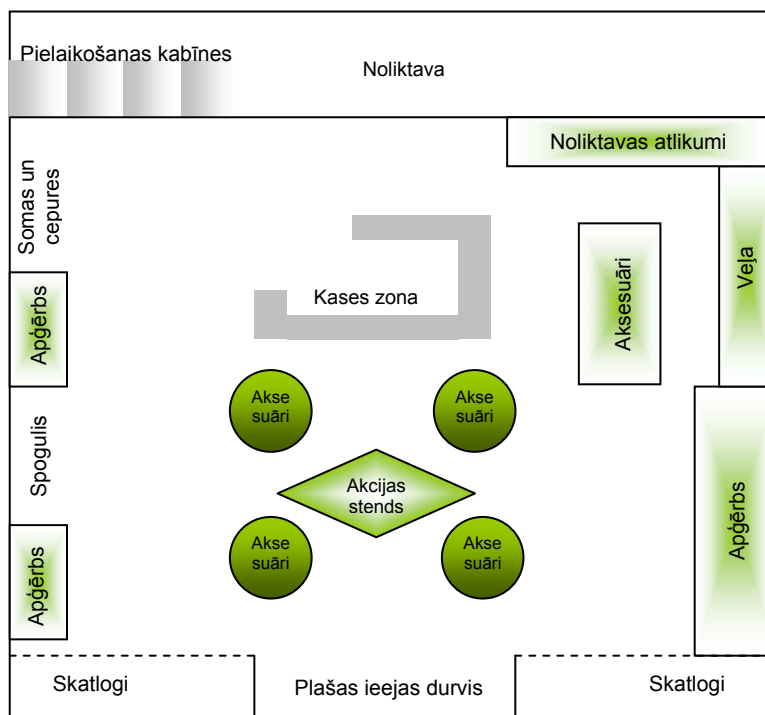 Pielaikošanas kabīnes
Noliktava
Noliktavas atlikumi
Somas un
cepures
Veļa
Aksesuāri
Kases zona
Apģērbs
Akse
suāri
Akse
suāri
Spogulis
Akcijas
stends
Apģērbs
Akse
suāri
Akse
suāri
Apģērbs
Skatlogi
Plašas ieejas durvis
Skatlogi